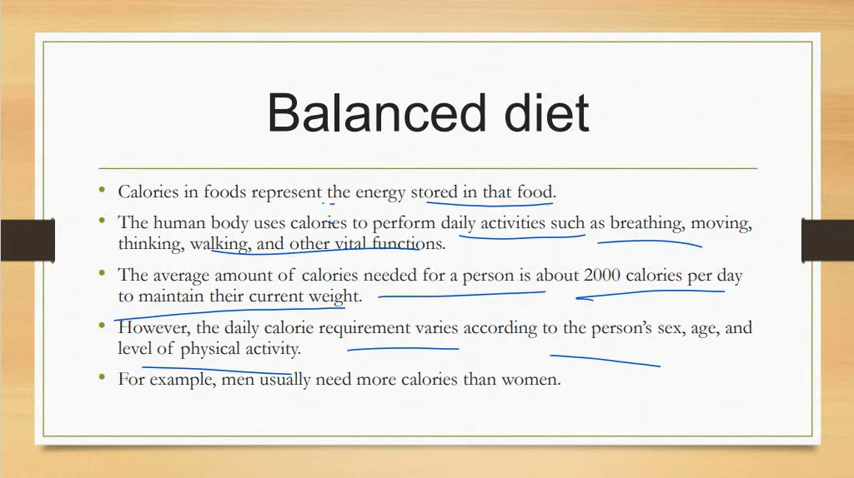 Balanced diet
• Calories in foods represent the energy stored in that food.
• The human body uses calories to perform daily activities such as breathing, moving,
thinking, walking, and other vital functions.
• The average amount of calories needed for a person is about 2000 calories per day
to maintain their current weight.
• However, the daily calorie requirement varies according to the person's sex, age, and
level of physical activity.
• For example, men usually need more calories than women.